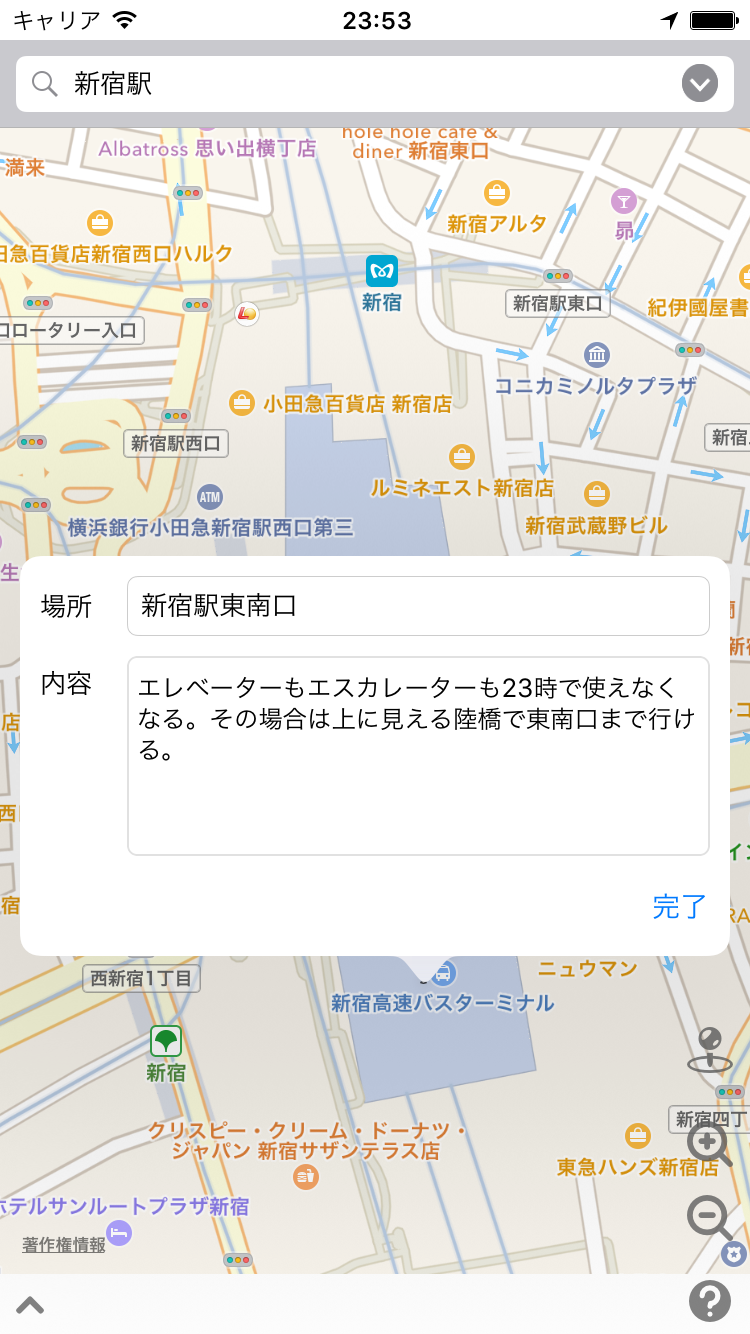 キャリア 23:53
新宿駅
hole hole cafe &
diner 新宿東口
Albatross 思い出横丁店
満来
新宿アルタ
昴
田急百貨店新宿西口ハルク
新宿
新宿駅東口
紀伊國屋書
口ロータリー入口
コニカミノルタプラザ
小田急百貨店 新宿店
新宿駅西口
新宿
ルミネエスト新宿店
ATM
横浜銀行小田急新宿駅西口第三
新宿武蔵野ビル
生
場所
新宿駅東南口
内容
エレベーターもエスカレーターも23時で使えなく
なる。その場合は上に見える陸橋で東南口まで行け
る。
店
西
宿
完了
西新宿1丁目
ニュウマン
新宿高速バスターミナル
新宿
新宿四丁
クリスピー・クリーム・ドーナツ・
ジャパン 新宿サザンテラス店
東急ハンズ新宿店
ホテルサンルートプラザ新宿
著作権情報